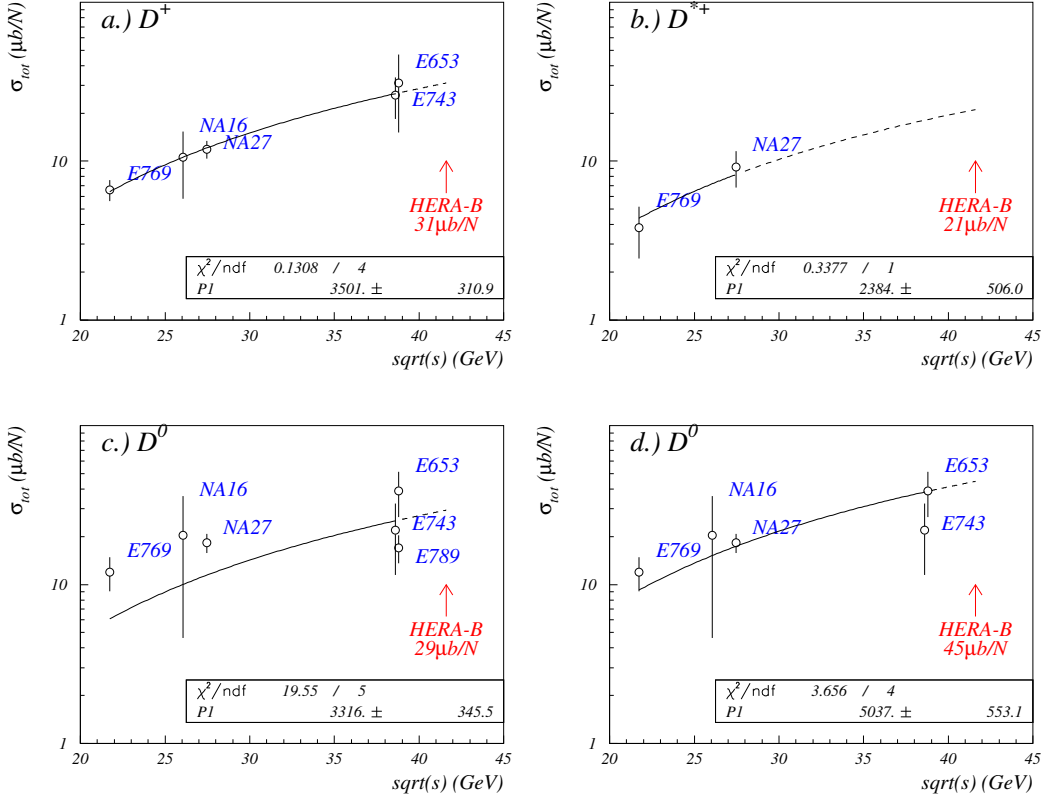 a.) D+
σtot (μb/N)
E653
E743
NA16
NA27
E769
10
HERA-B
31μb/N
χ²/ndf 0.1308 / 4
P1 3501. ± 310.9
1
20 25 30 35 40 45
sqrt(s) (GeV)
b.) D*+
σtot (μb/N)
NA27
E769
10
HERA-B
21μb/N
χ²/ndf 0.3377 / 1
P1 2384. ± 506.0
1
20 25 30 35 40 45
sqrt(s) (GeV)
c.) D0
σtot (μb/N)
E653
NA16
E743
NA27
E769
E789
10
HERA-B
29μb/N
χ²/ndf 19.55 / 5
P1 3316. ± 345.5
1
20 25 30 35 40 45
sqrt(s) (GeV)
d.) D0
σtot (μb/N)
E653
NA16
E743
NA27
E769
10
HERA-B
45μb/N
χ²/ndf 3.656 / 4
P1 5037. ± 553.1
1
20 25 30 35 40 45
sqrt(s) (GeV)